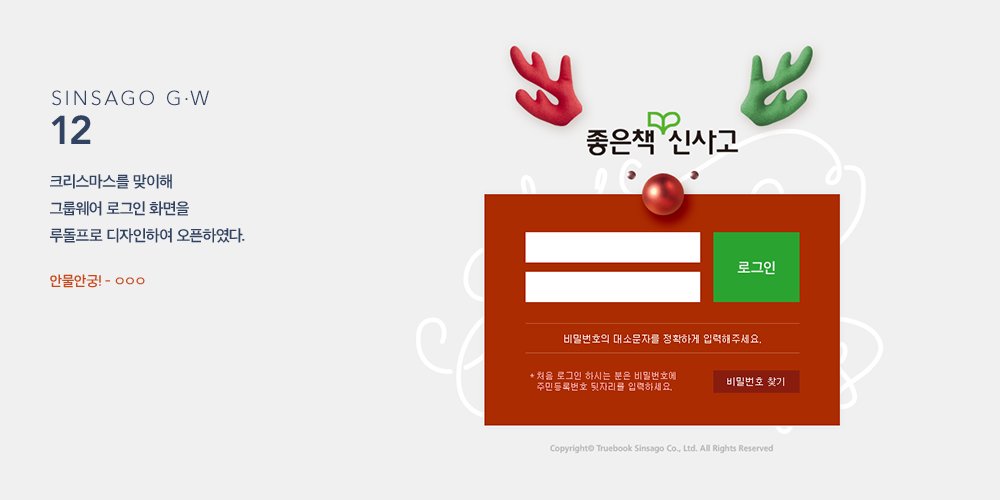 SINSAGO G·W
12
크리스마스를 맞이해
그룹웨어 로그인 화면을
루돌프로 디자인하여 오픈하였다.
안물안궁! - ㅇㅇㅇ
좋은책 신사고
로그인
비밀번호의 대소문자를 정확하게 입력해주세요.
* 처음 로그인 하시는 분은 비밀번호에
주민등록번호 뒷자리를 입력하세요.
비밀번호 찾기
Copyright© Truebook Sinsago Co., Ltd. All Rights Reserved